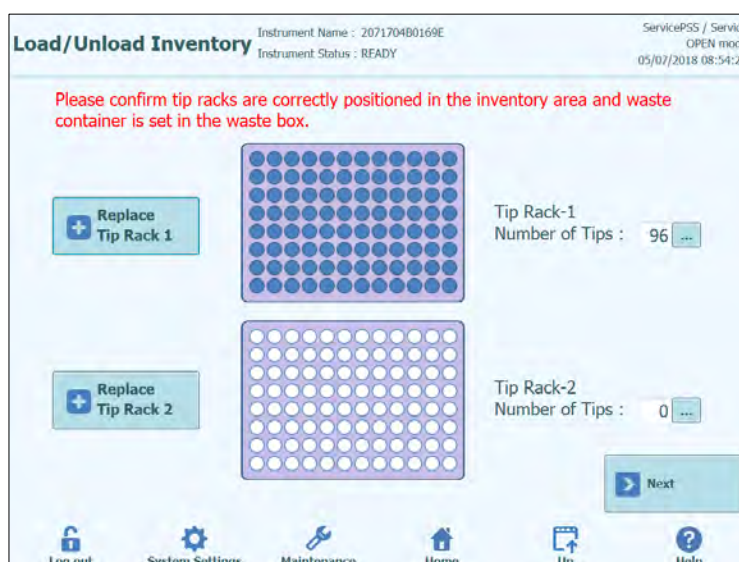 Load/Unload Inventory
Instrument Name : 2071704B0169E
Instrument Status : READY
ServicePSS /
OPEN
05/07/2018 08:54:2
Please confirm tip racks are correctly positioned in the inventory area and waste
container is set in the waste box.
Replace
Tip Rack 1
Tip Rack-1
Number of Tips : 96 ...
Replace
Tip Rack 2
Tip Rack-2
Number of Tips : 0 ...
Next
Log out
System Settings
Maintenance
Home
Up
Help